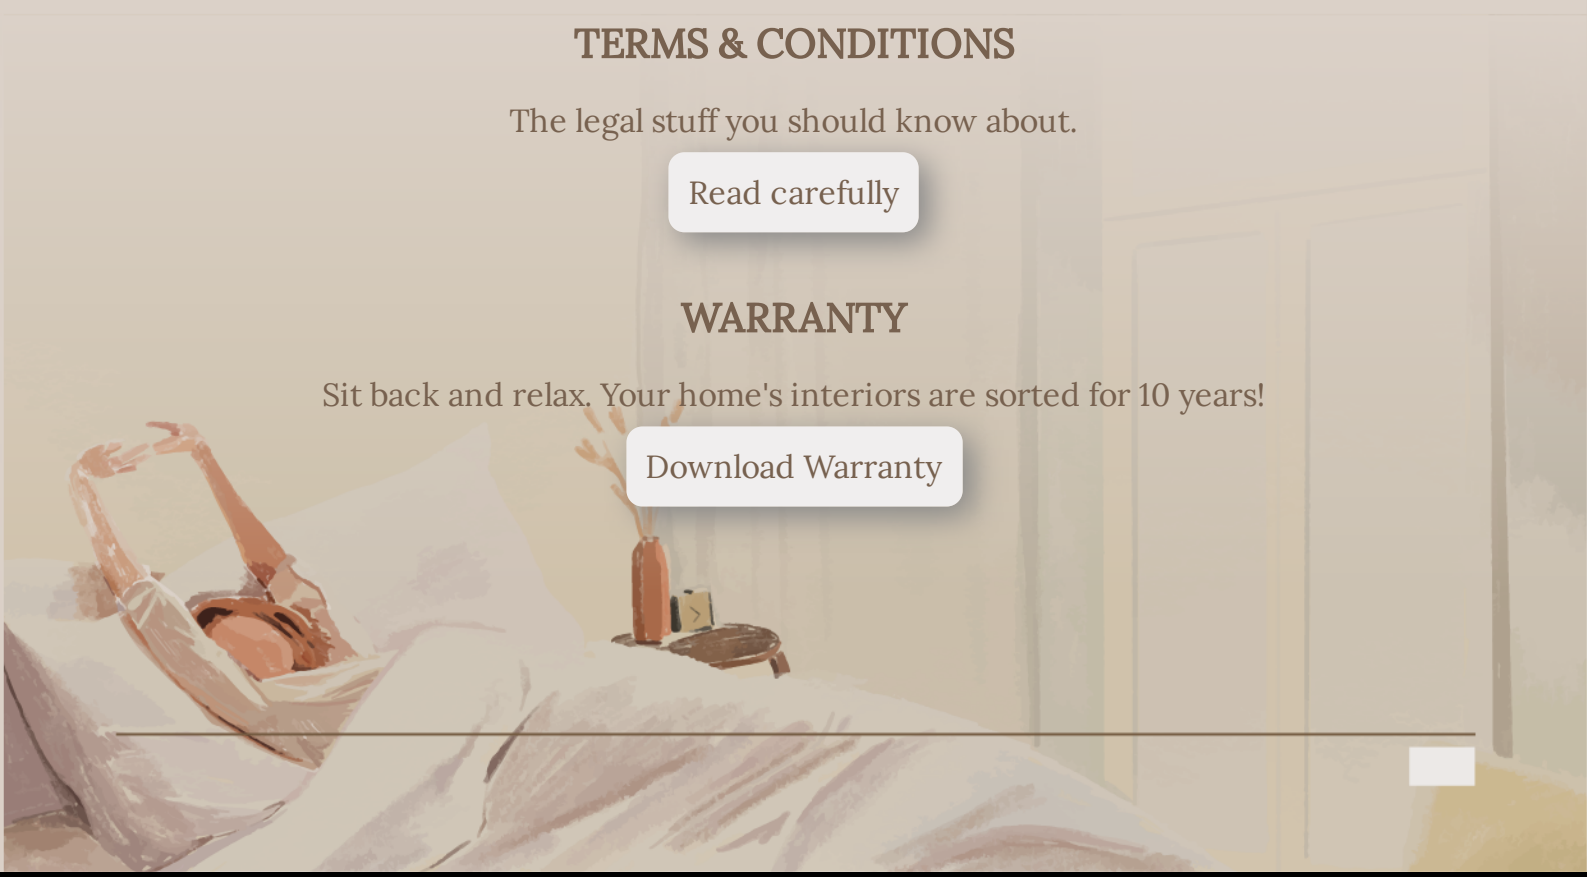 TERMS & CONDITIONS
The legal stuff you should know about.
Read carefully
WARRANTY
Sit back and relax. Your home's interiors are sorted for 10 years!
Download Warranty